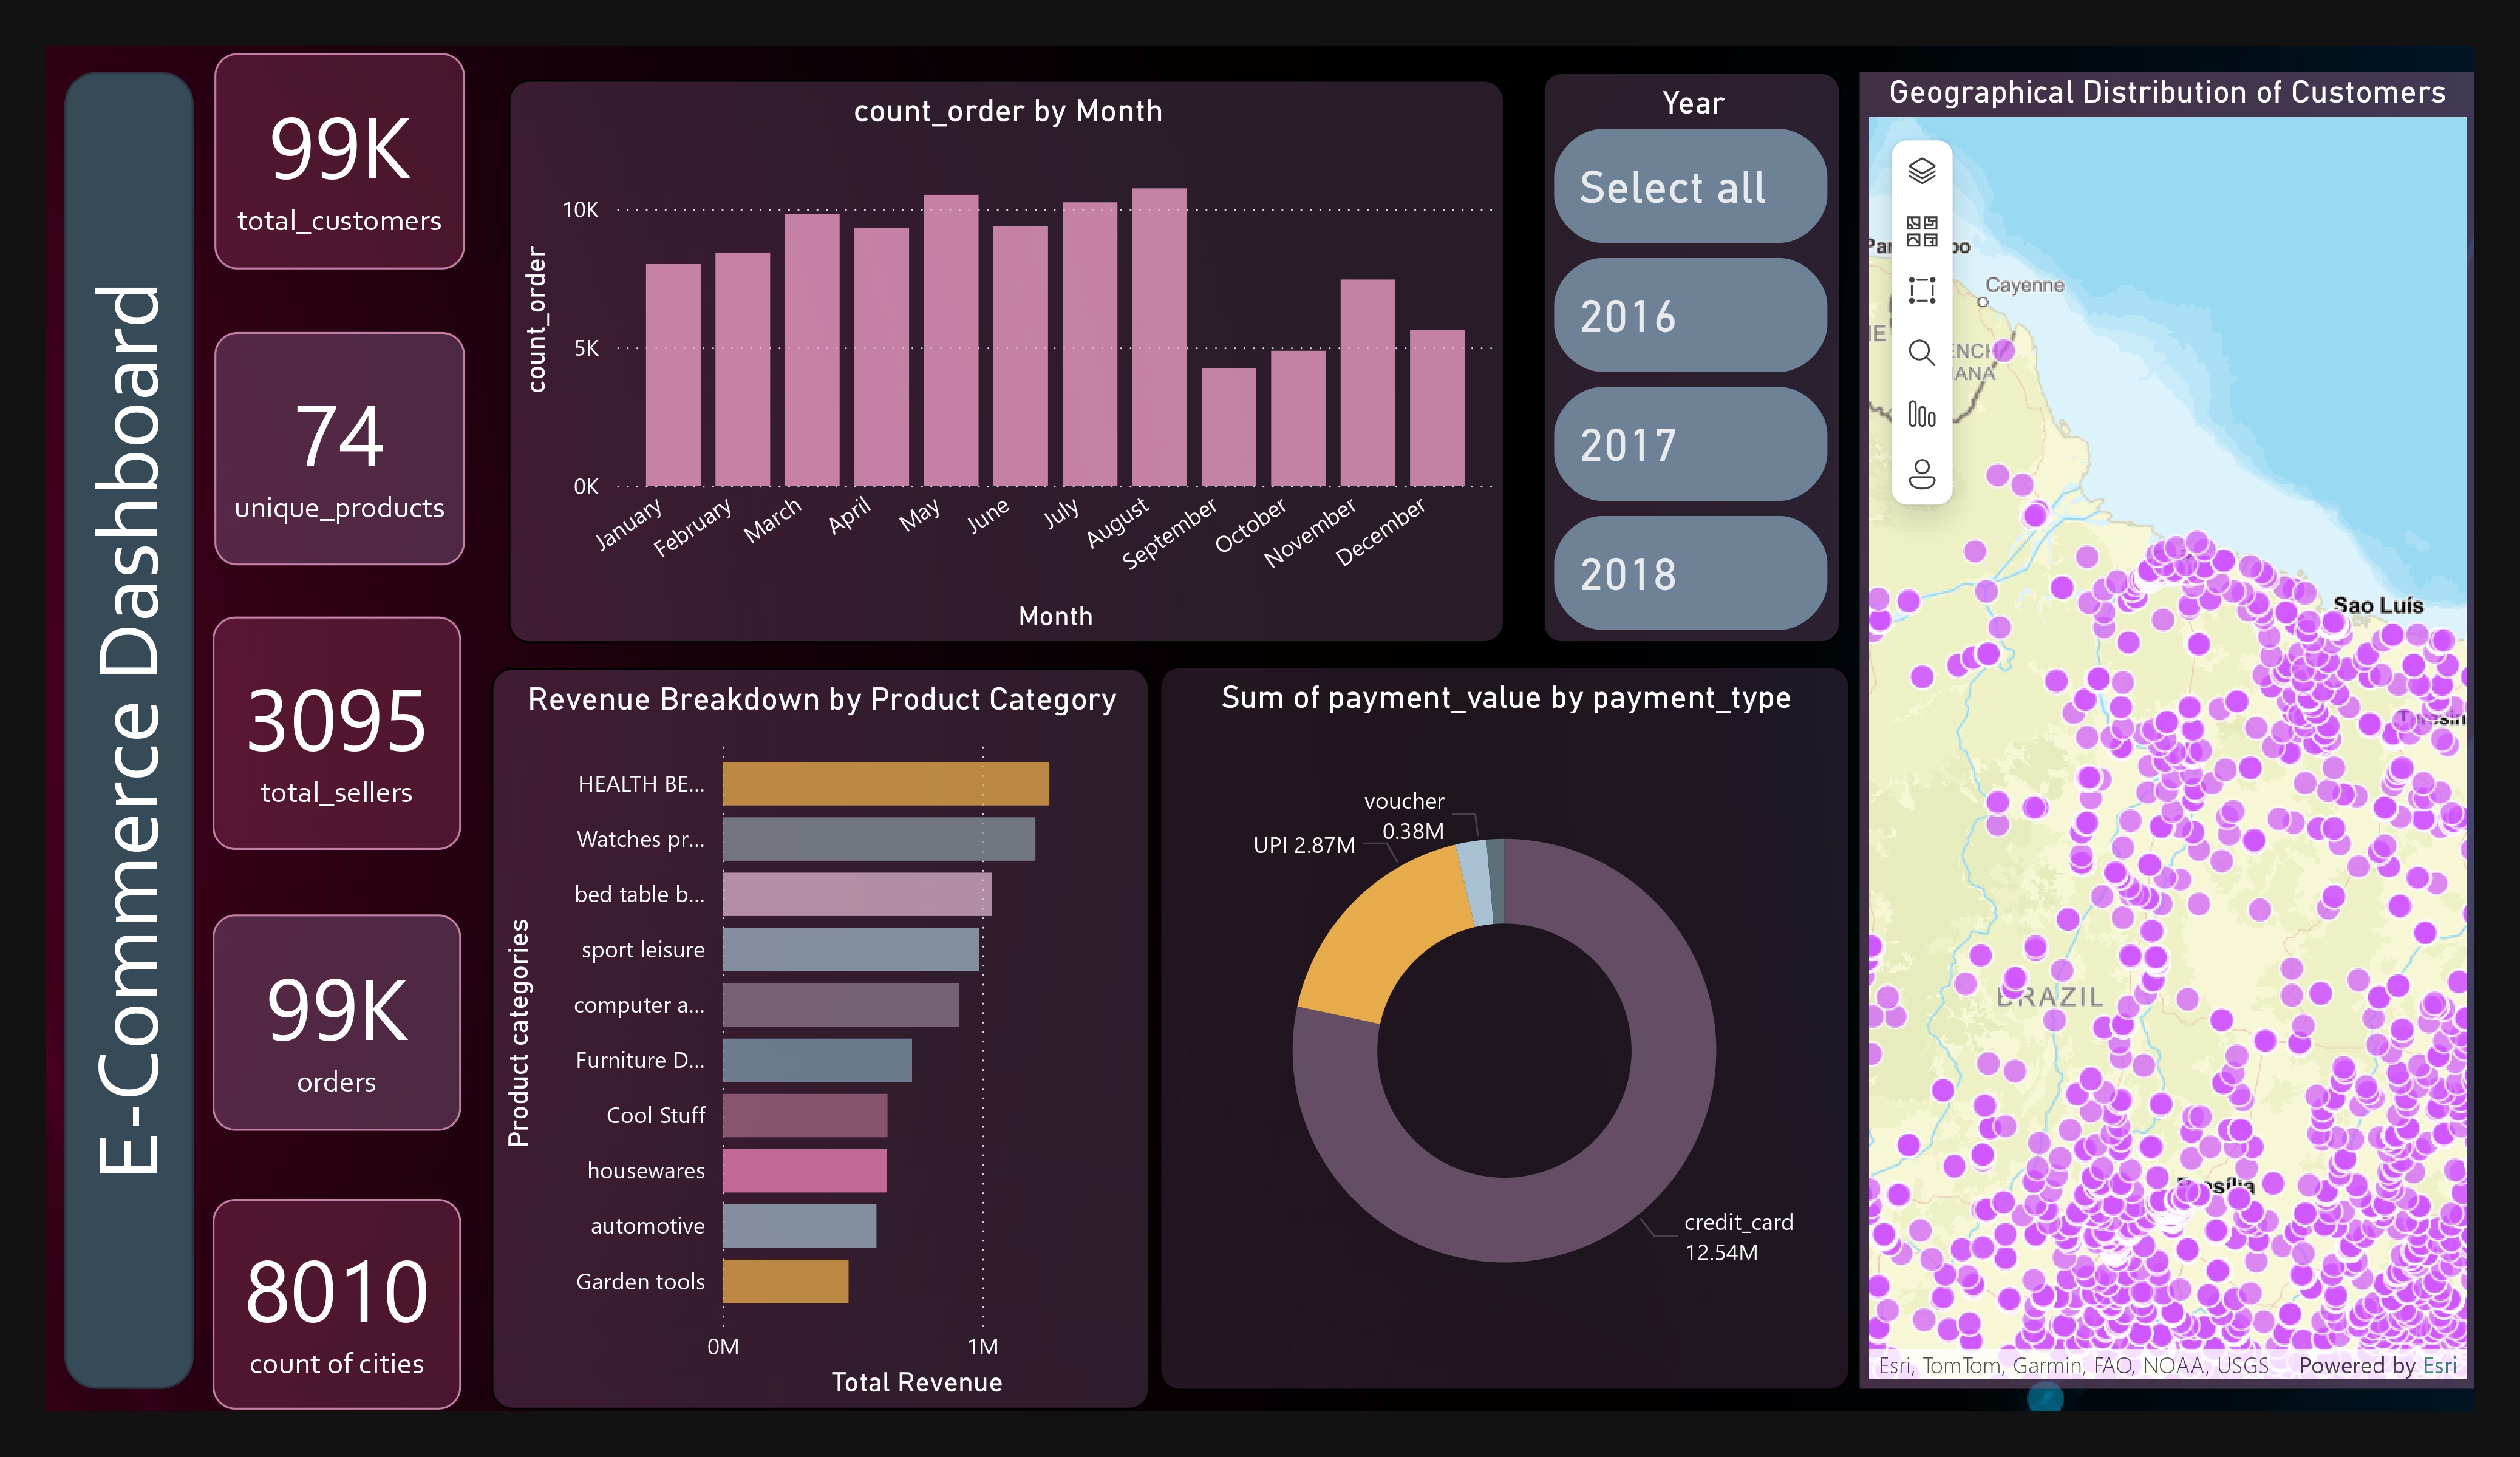 E-Commerce Dashboard
99K
total_customers
74
unique_products
3095
total_sellers
99K
orders
8010
count of cities
count_order by Month
count_order
10K
5K
0K
January
February
March
April
May
June
July
August
September
October
November
December
Month
Year
Select all
2016
2017
2018
Revenue Breakdown by Product Category
Product categories
HEALTH BE...
Watches pr...
bed table b...
sport leisure
computer a...
Furniture D...
Cool Stuff
housewares
automotive
Garden tools
0M
1M
Total Revenue
Sum of payment_value by payment_type
voucher
0.38M
UPI 2.87M
credit_card
12.54M
Geographical Distribution of Customers
Cayenne
Sao Luís
BRAZIL
Esri, TomTom, Garmin, FAO, NOAA, USGS
Powered by Esri